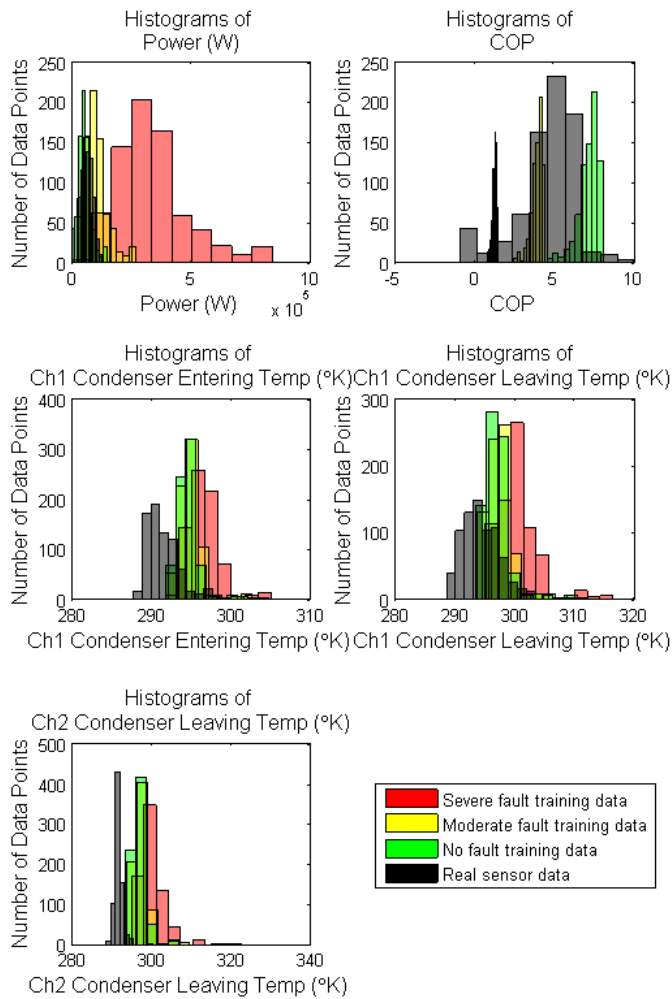 Histograms of
Power (W)
Number of Data Points
250
200
150
100
50
0
0
5
10
x 10^5
Power (W)
Histograms of
COP
Number of Data Points
250
200
150
100
50
0
-5
0
5
10
COP
Histograms of
Ch1 Condenser Entering Temp (°K)
Number of Data Points
400
300
200
100
0
280
290
300
310
Ch1 Condenser Entering Temp (°K)
Histograms of
Ch1 Condenser Leaving Temp (°K)
Number of Data Points
300
200
100
0
280
290
300
310
320
Ch1 Condenser Leaving Temp (°K)
Histograms of
Ch2 Condenser Leaving Temp (°K)
Number of Data Points
500
400
300
200
100
0
280
300
320
340
Ch2 Condenser Leaving Temp (°K)
Severe fault training data
Moderate fault training data
No fault training data
Real sensor data